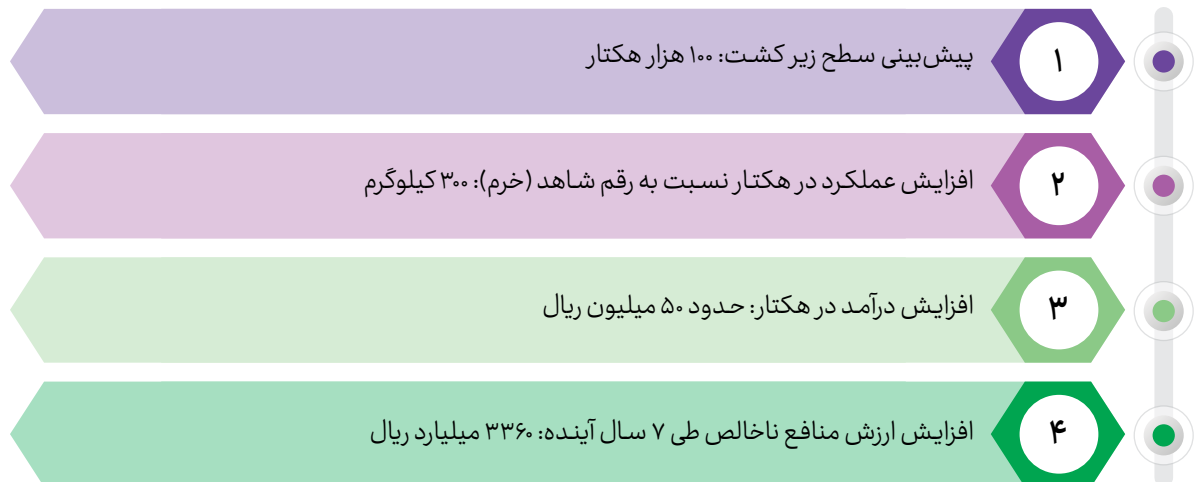 ۱
پیش‌بینی سطح زیر کشت: ۱۰۰ هزار هکتار
۲
افزایش عملکرد در هکتار نسبت به رقم شاهد (خرم): ۳۰۰ کیلوگرم
۳
افزایش درآمد در هکتار: حدود ۵۰ میلیون ریال
۴
افزایش ارزش منافع ناخالص طی ۷ سال آینده: ۳۳۶۰ میلیارد ریال